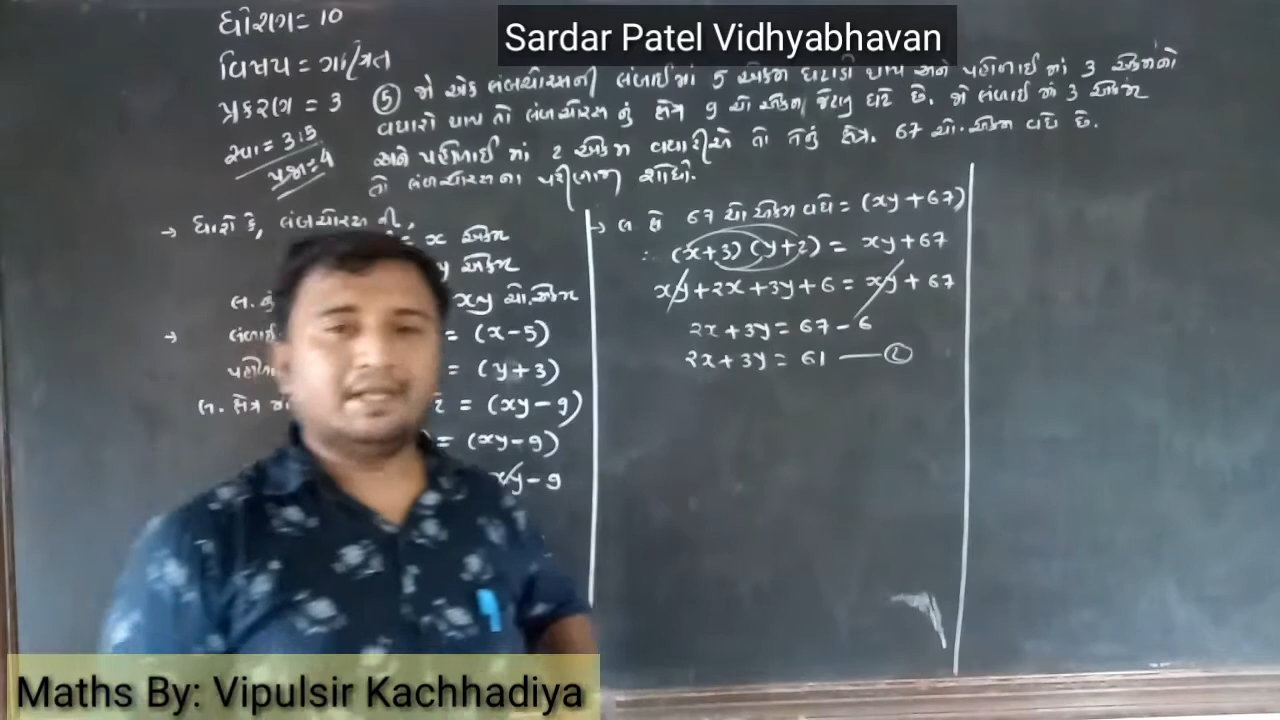 Sardar Patel Vidhyabhavan
ધોરણ = 10
વિષય = ગણિત
પ્રકરણ = 3
સ્વા = 3.5
પ્રશ્ન = 4
⑤ જો એક લંબચોરસની લંબાઈમાં 5 એકમ ઘટાડો થાય અને પહોળાઈ માં 3 એકમનો
વધારો થાય તો લંબચોરસ નું ક્ષેત્ર 9 ચો એકમ જેટલુ ઘટે છે. જો લંબાઈ માં 3 એકમ
અને પહોળાઈ માં 2 એકમ વધારીએ તો તેનું ક્ષેત્ર. 67 ચો.એકમ વધે છે.
તો લંબચોરસના પરીમાણ શોધો.
→ ધારો કે, લંબચોરસ ની,
= x એકમ
y એકમ
લ. નું xy ચો.એકમ
→ લંબાઈ = (x-5)
પહોળા = (y+3)
લ. ક્ષેત્ર માં ટે = (xy-9)
= (xy-9)
xy-9
→ લ ક્ષે 67 ચો એકમ વધે = (xy+67)
∴ (x+3)(y+2) = xy+67
xy+2x+3y+6 = xy+67
2x+3y = 67-6
2x+3y = 61 —②
Maths By: Vipulsir Kachhadiya